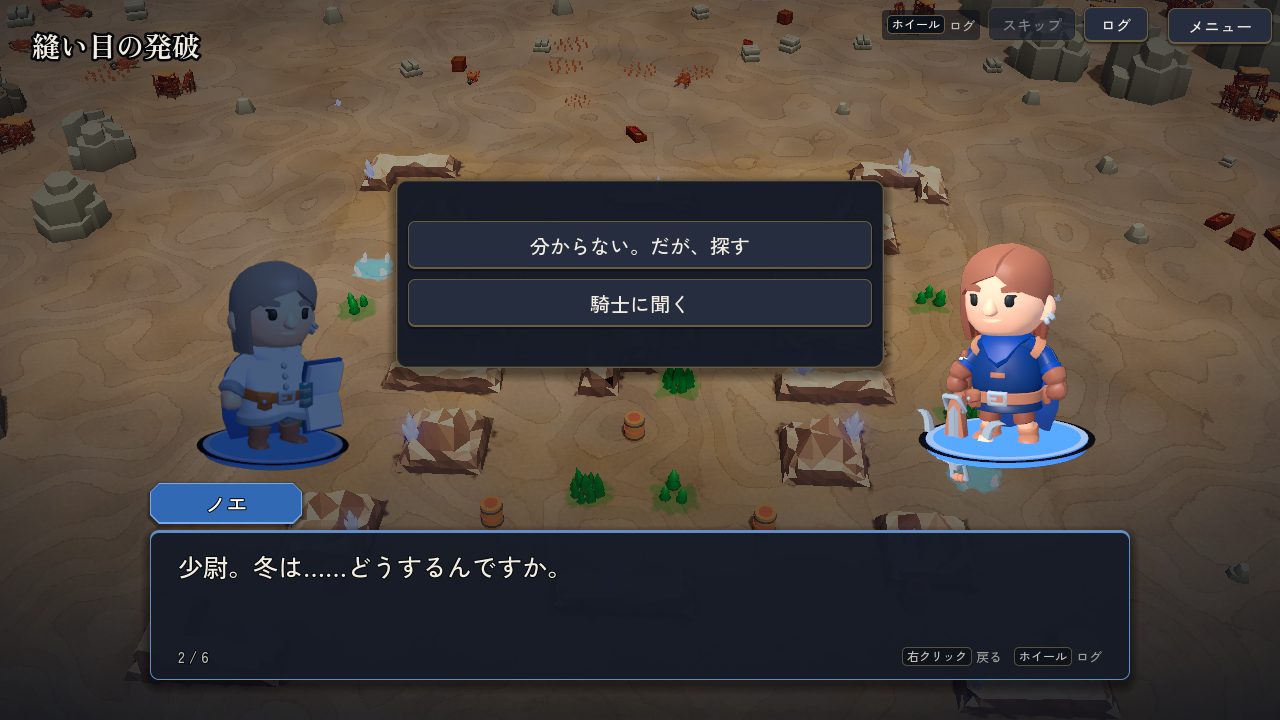 縫い目の発破
ホイール ログ
スキップ
ログ
メニュー
分からない。だが、探す
騎士に聞く
ノエ
少尉。冬は……どうするんですか。
2 / 6
右クリック 戻る ホイール ログ